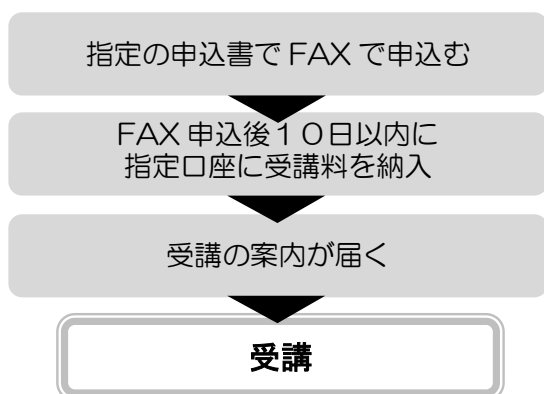 指定の申込書でFAXで申込む
FAX申込後10日以内に
指定口座に受講料を納入
受講の案内が届く
受講